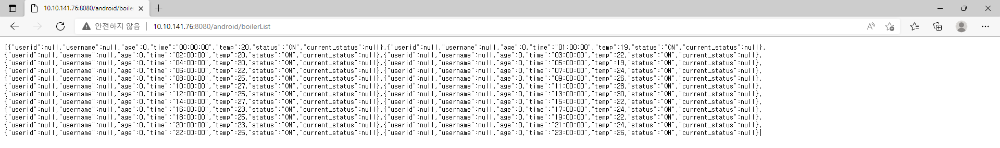 10.10.141.76:8080/android/boile
안전하지 않음 | 10.10.141.76:8080/android/boilerList
[{"userid":null,"username":null,"age":0,"time":"00:00:00","temp":20,"status":"ON","current_status":null},{"userid":null,"username":null,"age":0,"time":"01:00:00","temp":19,"status":"ON","current_status":null},
{"userid":null,"username":null,"age":0,"time":"02:00:00","temp":20,"status":"ON","current_status":null},{"userid":null,"username":null,"age":0,"time":"03:00:00","temp":22,"status":"ON","current_status":null},
{"userid":null,"username":null,"age":0,"time":"04:00:00","temp":20,"status":"ON","current_status":null},{"userid":null,"username":null,"age":0,"time":"05:00:00","temp":19,"status":"ON","current_status":null},
{"userid":null,"username":null,"age":0,"time":"06:00:00","temp":22,"status":"ON","current_status":null},{"userid":null,"username":null,"age":0,"time":"07:00:00","temp":24,"status":"ON","current_status":null},
{"userid":null,"username":null,"age":0,"time":"08:00:00","temp":25,"status":"ON","current_status":null},{"userid":null,"username":null,"age":0,"time":"09:00:00","temp":26,"status":"ON","current_status":null},
{"userid":null,"username":null,"age":0,"time":"10:00:00","temp":27,"status":"ON","current_status":null},{"userid":null,"username":null,"age":0,"time":"11:00:00","temp":28,"status":"ON","current_status":null},
{"userid":null,"username":null,"age":0,"time":"12:00:00","temp":25,"status":"ON","current_status":null},{"userid":null,"username":null,"age":0,"time":"13:00:00","temp":30,"status":"ON","current_status":null},
{"userid":null,"username":null,"age":0,"time":"14:00:00","temp":27,"status":"ON","current_status":null},{"userid":null,"username":null,"age":0,"time":"15:00:00","temp":22,"status":"ON","current_status":null},
{"userid":null,"username":null,"age":0,"time":"16:00:00","temp":23,"status":"ON","current_status":null},{"userid":null,"username":null,"age":0,"time":"17:00:00","temp":24,"status":"ON","current_status":null},
{"userid":null,"username":null,"age":0,"time":"18:00:00","temp":25,"status":"ON","current_status":null},{"userid":null,"username":null,"age":0,"time":"19:00:00","temp":22,"status":"ON","current_status":null},
{"userid":null,"username":null,"age":0,"time":"20:00:00","temp":23,"status":"ON","current_status":null},{"userid":null,"username":null,"age":0,"time":"21:00:00","temp":24,"status":"ON","current_status":null},
{"userid":null,"username":null,"age":0,"time":"22:00:00","temp":25,"status":"ON","current_status":null},{"userid":null,"username":null,"age":0,"time":"23:00:00","temp":26,"status":"ON","current_status":null}]